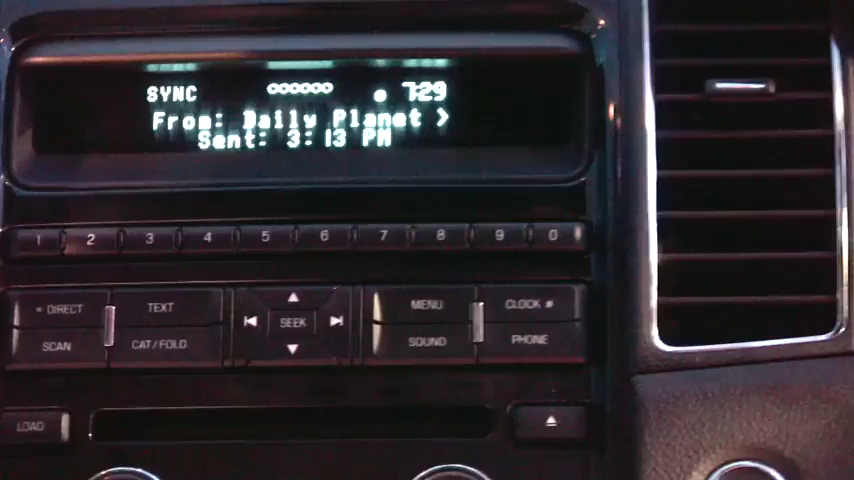 SYNC 7:29
From: Daily Planet >
Sent: 3:13 PM
1 2 3 4 5 6 7 8 9 0
* DIRECT TEXT MENU CLOCK #
SEEK
SCAN CAT/FOLD SOUND PHONE
LOAD